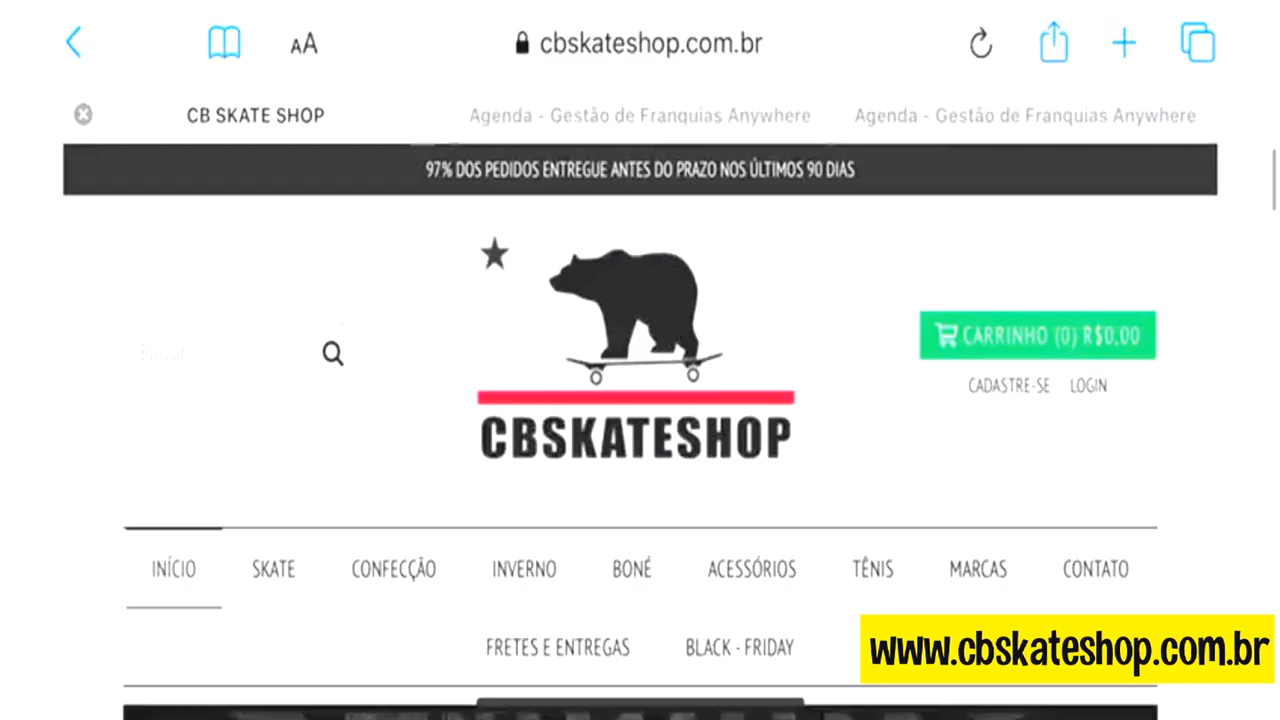 AA
cbskateshop.com.br
CB SKATE SHOP
Agenda - Gestão de Franquias Anywhere
Agenda - Gestão de Franquias Anywhere
97% DOS PEDIDOS ENTREGUE ANTES DO PRAZO NOS ÚLTIMOS 90 DIAS
Buscar
CARRINHO (0) R$0,00
CADASTRE-SE LOGIN
CBSKATESHOP
INÍCIO SKATE CONFECÇÃO INVERNO BONÉ ACESSÓRIOS TÊNIS MARCAS CONTATO
FRETES E ENTREGAS BLACK - FRIDAY
www.cbskateshop.com.br